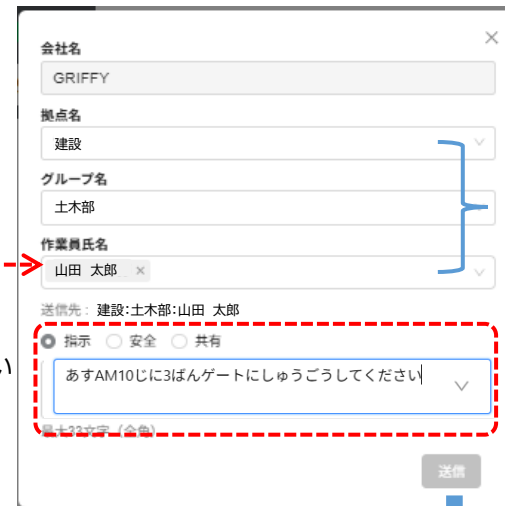 会社名
GRIFFY
拠点名
建設
グループ名
土木部
作業員氏名
山田 太郎 ×
送信先： 建設:土木部:山田 太郎
指示 安全 共有
い
あすAM10じに3ばんゲートにしゅうごうしてください
最大33文字（全角）
送信